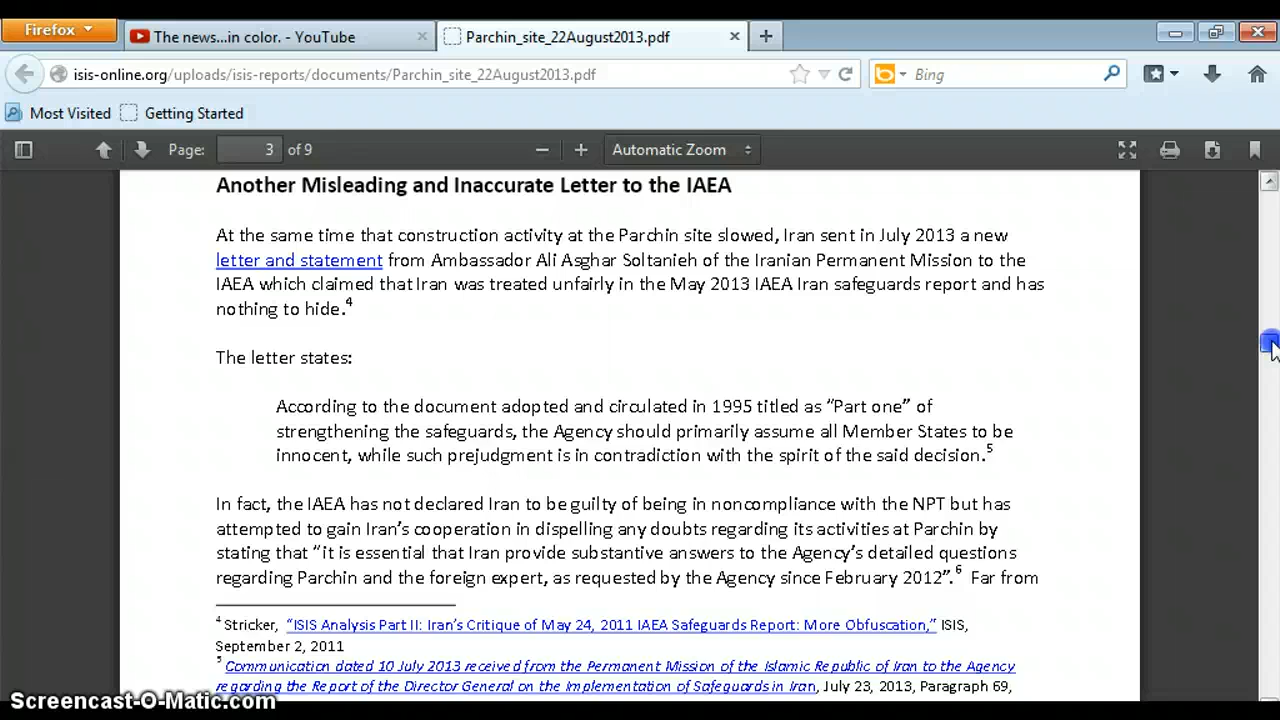 Firefox
The news...in color. - YouTube
Parchin_site_22August2013.pdf
isis-online.org/uploads/isis-reports/documents/Parchin_site_22August2013.pdf
Bing
Most Visited
Getting Started
Page:
3
of 9
Automatic Zoom
Another Misleading and Inaccurate Letter to the IAEA
At the same time that construction activity at the Parchin site slowed, Iran sent in July 2013 a new
letter and statement from Ambassador Ali Asghar Soltanieh of the Iranian Permanent Mission to the
IAEA which claimed that Iran was treated unfairly in the May 2013 IAEA Iran safeguards report and has
nothing to hide.4
The letter states:
According to the document adopted and circulated in 1995 titled as “Part one” of
strengthening the safeguards, the Agency should primarily assume all Member States to be
innocent, while such prejudgment is in contradiction with the spirit of the said decision.5
In fact, the IAEA has not declared Iran to be guilty of being in noncompliance with the NPT but has
attempted to gain Iran’s cooperation in dispelling any doubts regarding its activities at Parchin by
stating that “it is essential that Iran provide substantive answers to the Agency’s detailed questions
regarding Parchin and the foreign expert, as requested by the Agency since February 2012”.6 Far from
4 Stricker, “ISIS Analysis Part II: Iran’s Critique of May 24, 2011 IAEA Safeguards Report: More Obfuscation,” ISIS,
September 2, 2011
5 Communication dated 10 July 2013 received from the Permanent Mission of the Islamic Republic of Iran to the Agency
regarding the Report of the Director General on the Implementation of Safeguards in Iran, July 23, 2013, Paragraph 69,
Screencast-O-Matic.com